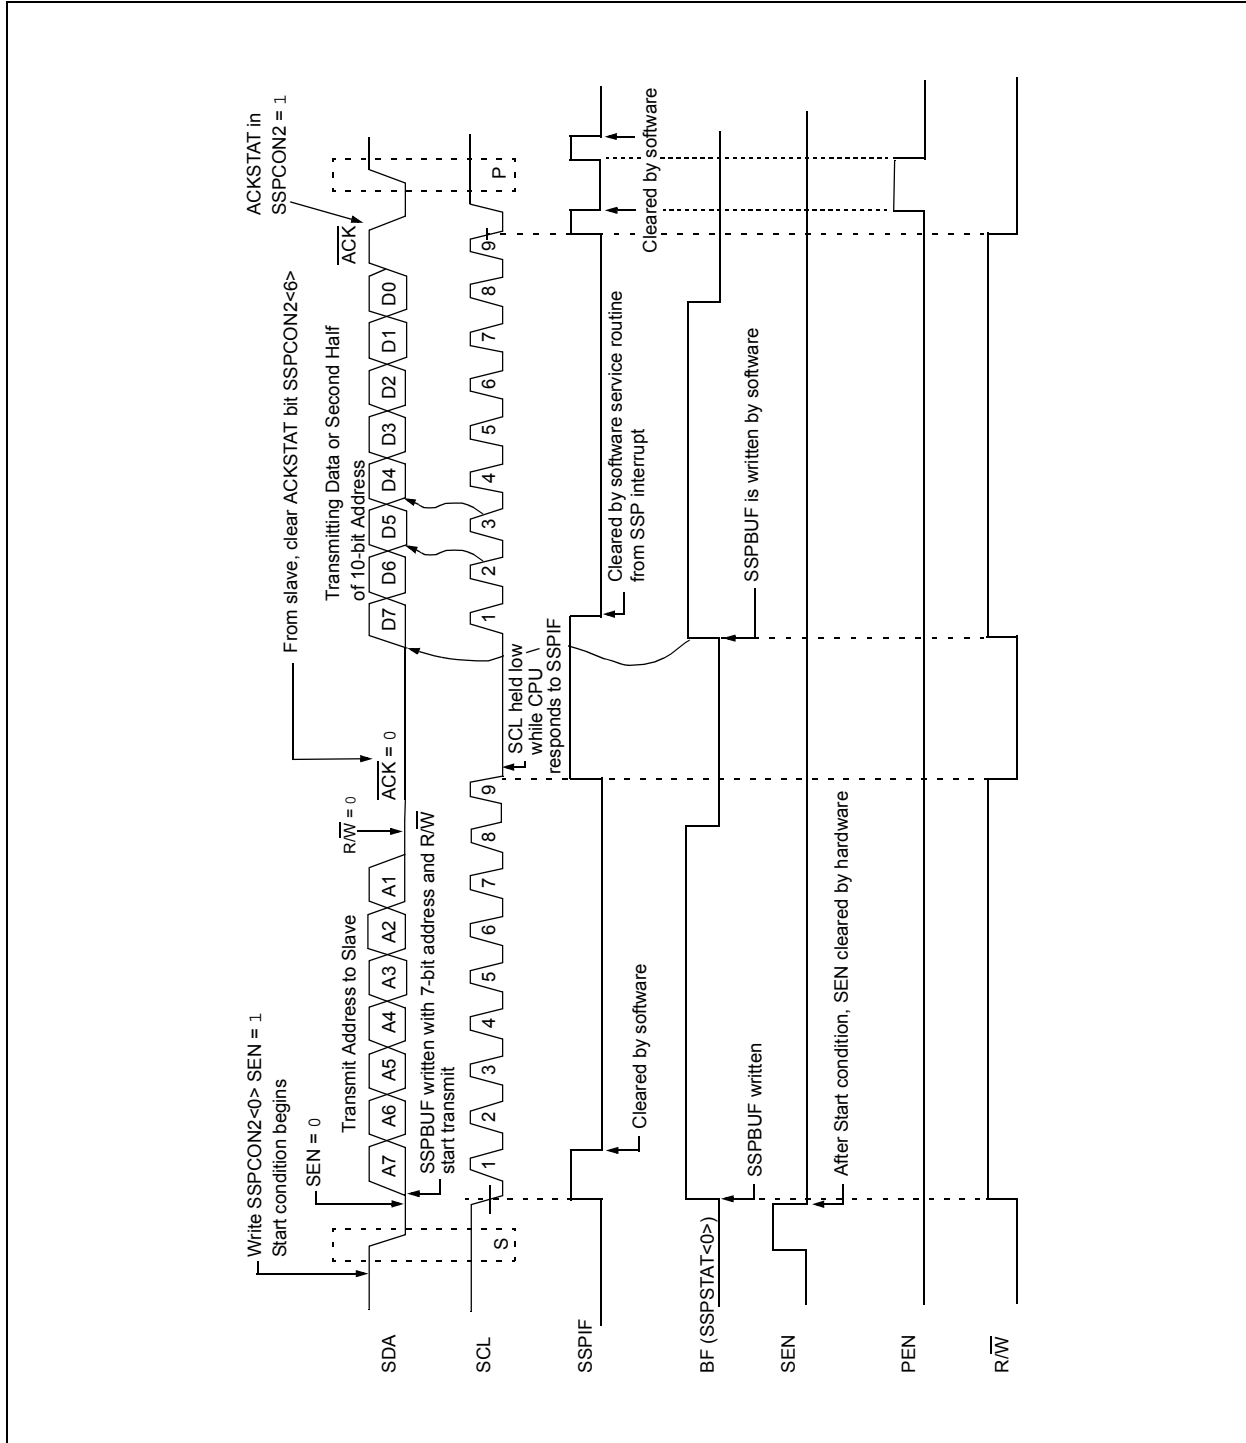 Write SSPCON2<0> SEN = 1
Start condition begins
SEN = 0
Transmit Address to Slave
R/W = 0
From slave, clear ACKSTAT bit SSPCON2<6>
ACK = 0
Transmitting Data or Second Half
of 10-bit Address
ACKSTAT in
SSPCON2 = 1
ACK
SDA
A7 A6 A5 A4 A3 A2 A1
D7 D6 D5 D4 D3 D2 D1 D0
SSPBUF written with 7-bit address and R/W
start transmit
SCL
S
1 2 3 4 5 6 7 8 9
1 2 3 4 5 6 7 8 9
P
SCL held low
while CPU
responds to SSPIF
SSPIF
Cleared by software
Cleared by software service routine
from SSP interrupt
Cleared by software
BF (SSPSTAT<0>)
SSPBUF written
SSPBUF is written by software
SEN
After Start condition, SEN cleared by hardware
PEN
R/W